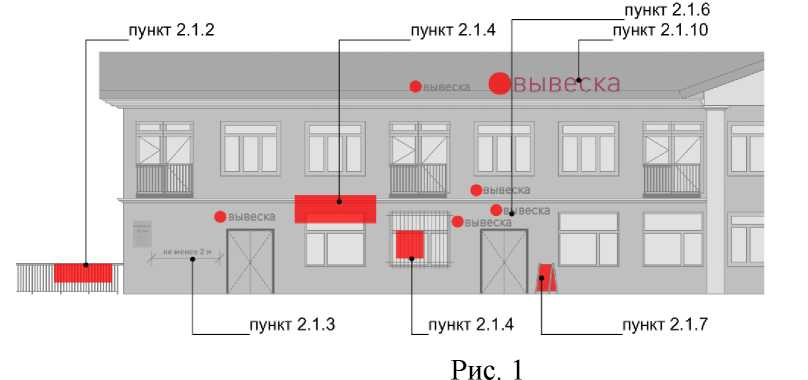 пункт 2.1.6
пункт 2.1.2
пункт 2.1.4
пункт 2.1.10
вывеска
вывеска
вывеска
вывеска
вывеска
вывеска
не менее 2 м
пункт 2.1.3
пункт 2.1.4
пункт 2.1.7
Рис. 1